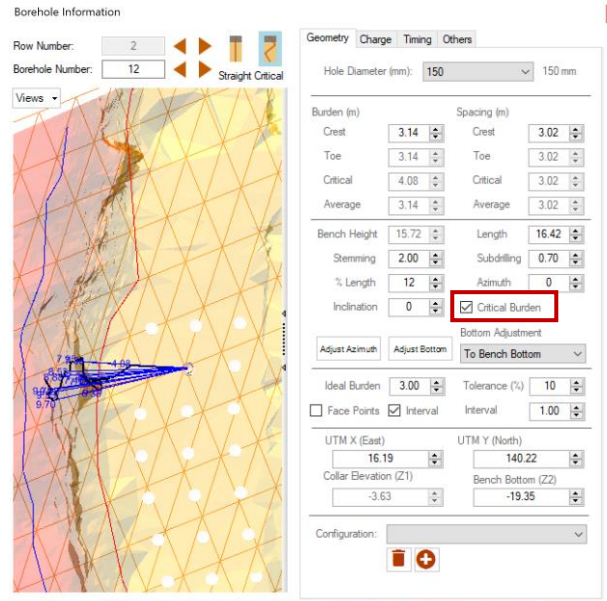 Borehole Information
Row Number: 2
Borehole Number: 12
Straight Critical
Views
4.08
9.70
Geometry Charge Timing Others
Hole Diameter (mm): 150 150 mm
Burden (m) Spacing (m)
Crest 3.14 Crest 3.02
Toe 3.14 Toe 3.02
Critical 4.08 Critical 3.02
Average 3.14 Average 3.02
Bench Height 15.72 Length 16.42
Stemming 2.00 Subdrilling 0.70
% Length 12 Azimuth 0
Inclination 0 Critical Burden
Bottom Adjustment
Adjust Azimuth Adjust Bottom To Bench Bottom
Ideal Burden 3.00 Tolerance (%) 10
Face Points Interval Interval 1.00
UTM X (East) UTM Y (North)
16.19 140.22
Collar Elevation (Z1) Bench Bottom (Z2)
-3.63 -19.35
Configuration: